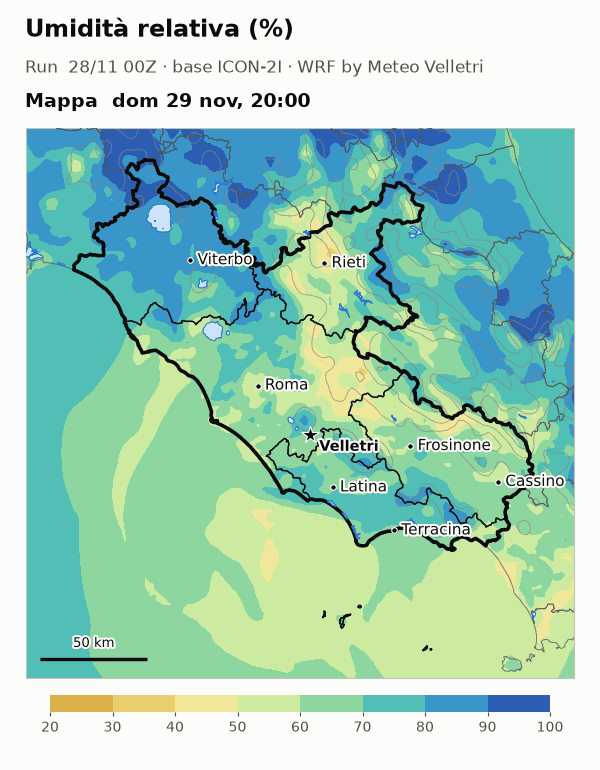 Umidità relativa (%)
Run  28/11 00Z · base ICON-2I · WRF by Meteo Velletri
Mappa  dom 29 nov, 20:00
Viterbo
Rieti
Roma
Velletri
Frosinone
Cassino
Latina
Terracina
50 km
20 30 40 50 60 70 80 90 100